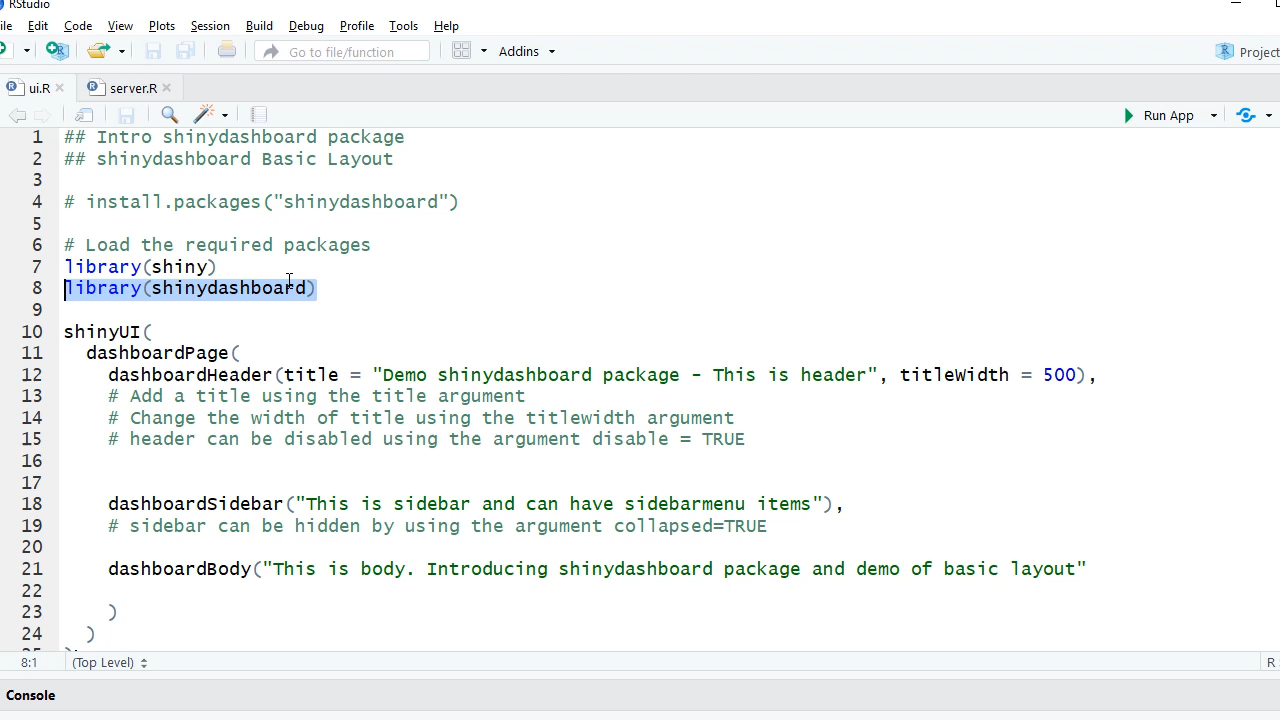 RStudio
ile Edit Code View Plots Session Build Debug Profile Tools Help
Go to file/function Addins Project
ui.R server.R
Run App
1 ## Intro shinydashboard package
2 ## shinydashboard Basic Layout
3
4 # install.packages("shinydashboard")
5
6 # Load the required packages
7 library(shiny)
8 library(shinydashboard)
9
10 shinyUI(
11 dashboardPage(
12 dashboardHeader(title = "Demo shinydashboard package - This is header", titleWidth = 500),
13 # Add a title using the title argument
14 # Change the width of title using the titlewidth argument
15 # header can be disabled using the argument disable = TRUE
16
17
18 dashboardSidebar("This is sidebar and can have sidebarmenu items"),
19 # sidebar can be hidden by using the argument collapsed=TRUE
20
21 dashboardBody("This is body. Introducing shinydashboard package and demo of basic layout"
22
23 )
24 )
8:1 (Top Level) R
Console